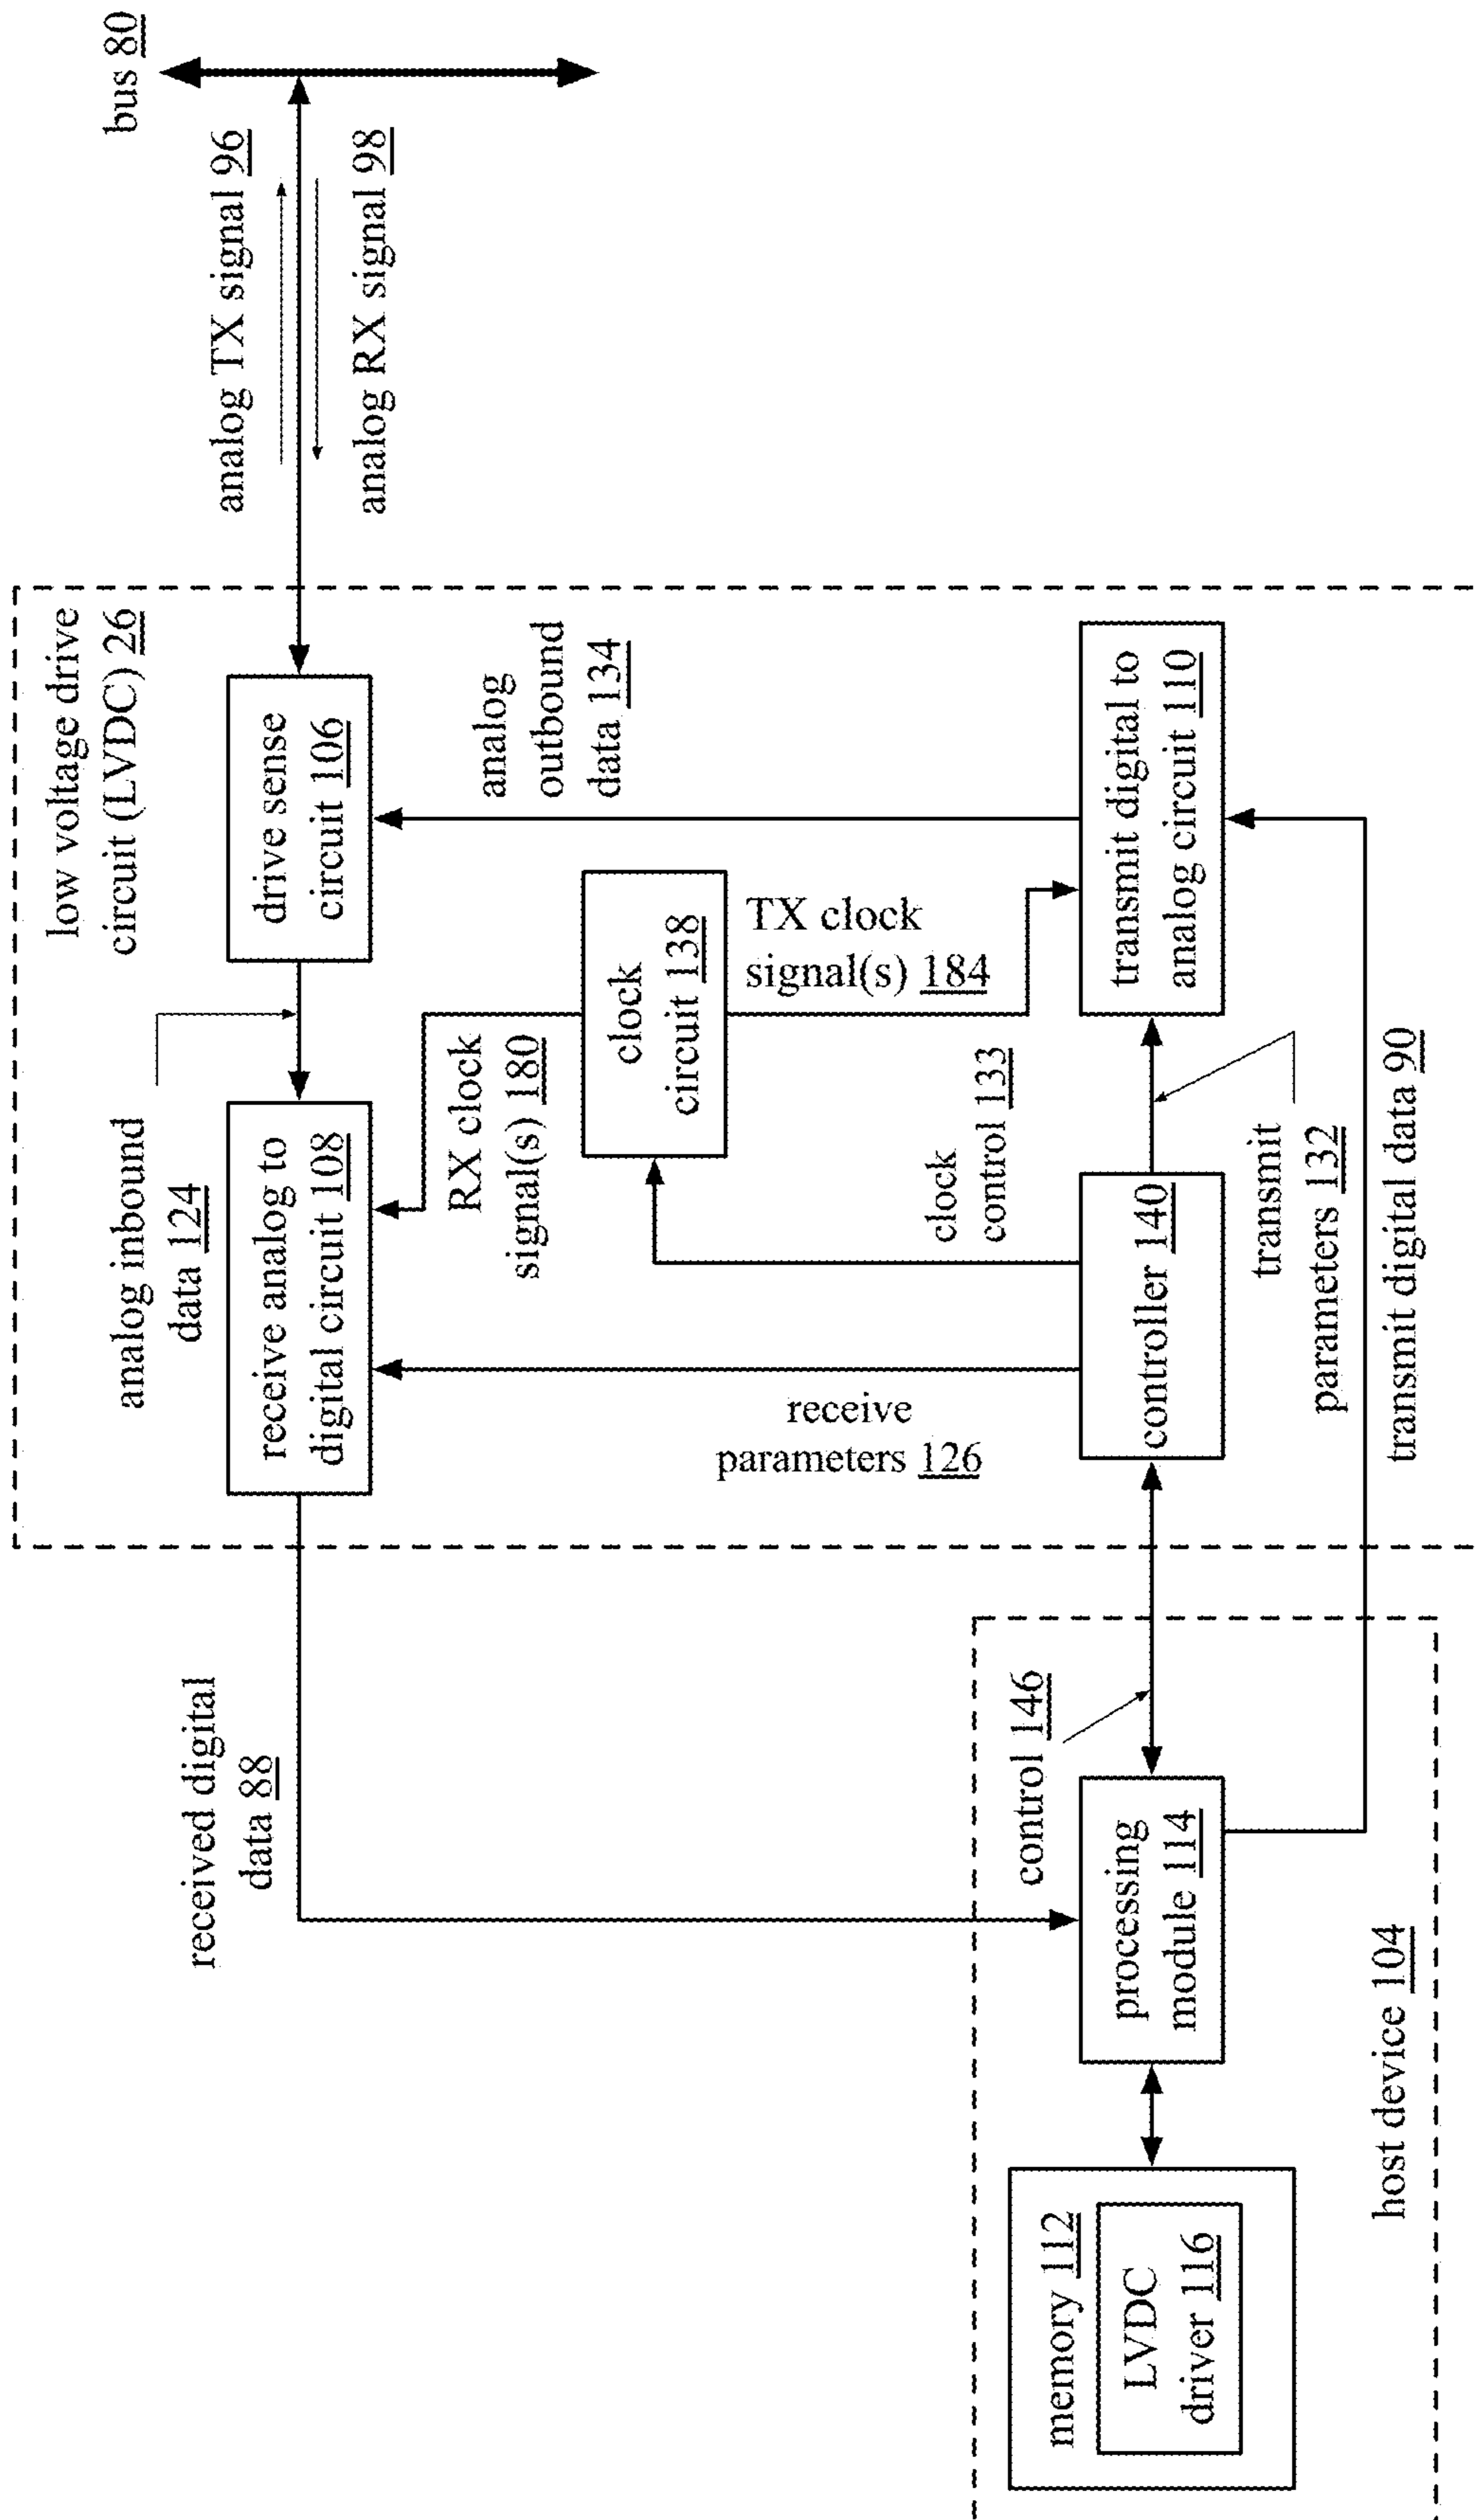 low voltage drive
circuit (LVDC) 26
bus 80
analog TX signal 96
analog RX signal 98
drive sense
circuit 106
analog inbound
data 124
receive analog to
digital circuit 108
received digital
data 88
analog
outbound
data 134
clock
circuit 138
RX clock
signal(s) 180
TX clock
signal(s) 184
clock
control 133
receive
parameters 126
transmit digital to
analog circuit 110
controller 140
transmit
parameters 132
transmit digital data 90
control 146
processing
module 114
memory 112
LVDC
driver 116
host device 104